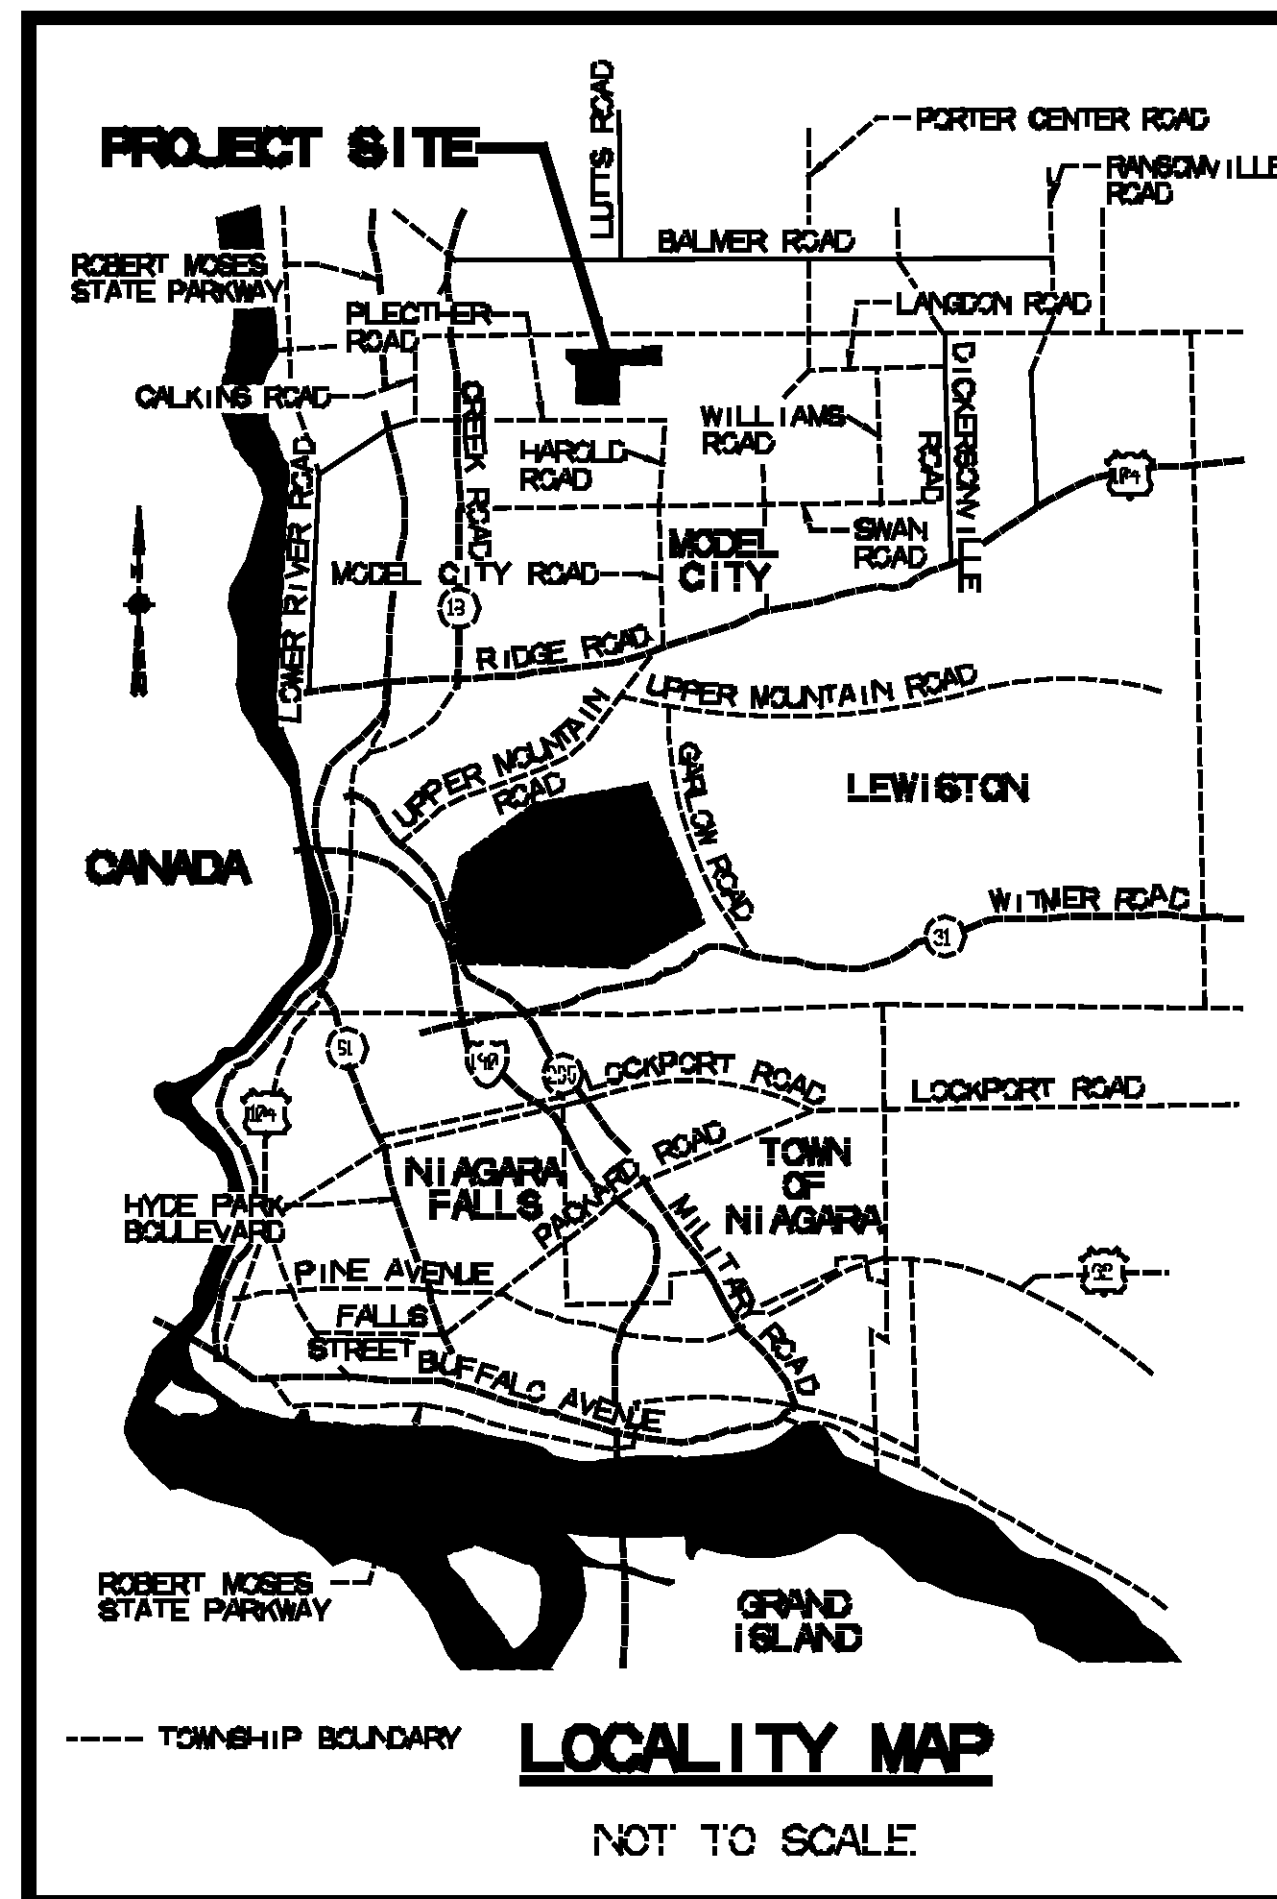 LUTTS ROAD
PORTER CENTER ROAD
PROJECT SITE
RANSOMVILLE
ROAD
BALMER ROAD
ROBERT MOSES
STATE PARKWAY
LANGDON ROAD
PLECTHER
ROAD
DICKERSONVILLE
ROAD
CALKINS ROAD
CREEK ROAD
WILLIAMS
ROAD
HAROLD
ROAD
LOWER RIVER ROAD
104
SWAN
ROAD
MODEL
CITY
MODEL CITY ROAD
18
RIDGE ROAD
UPPER MOUNTAIN ROAD
UPPER MOUNTAIN
ROAD
GARLOW ROAD
LEWISTON
CANADA
WITMER ROAD
31
51
190
265
LOCKPORT ROAD
LOCKPORT ROAD
104
PACKARD ROAD
TOWN
OF
NIAGARA
NIAGARA
FALLS
HYDE PARK
BOULEVARD
MILITARY ROAD
PINE AVENUE
62
FALLS
STREET
BUFFALO AVENUE
ROBERT MOSES
STATE PARKWAY
GRAND
ISLAND
TOWNSHIP BOUNDARY
LOCALITY MAP
NOT TO SCALE